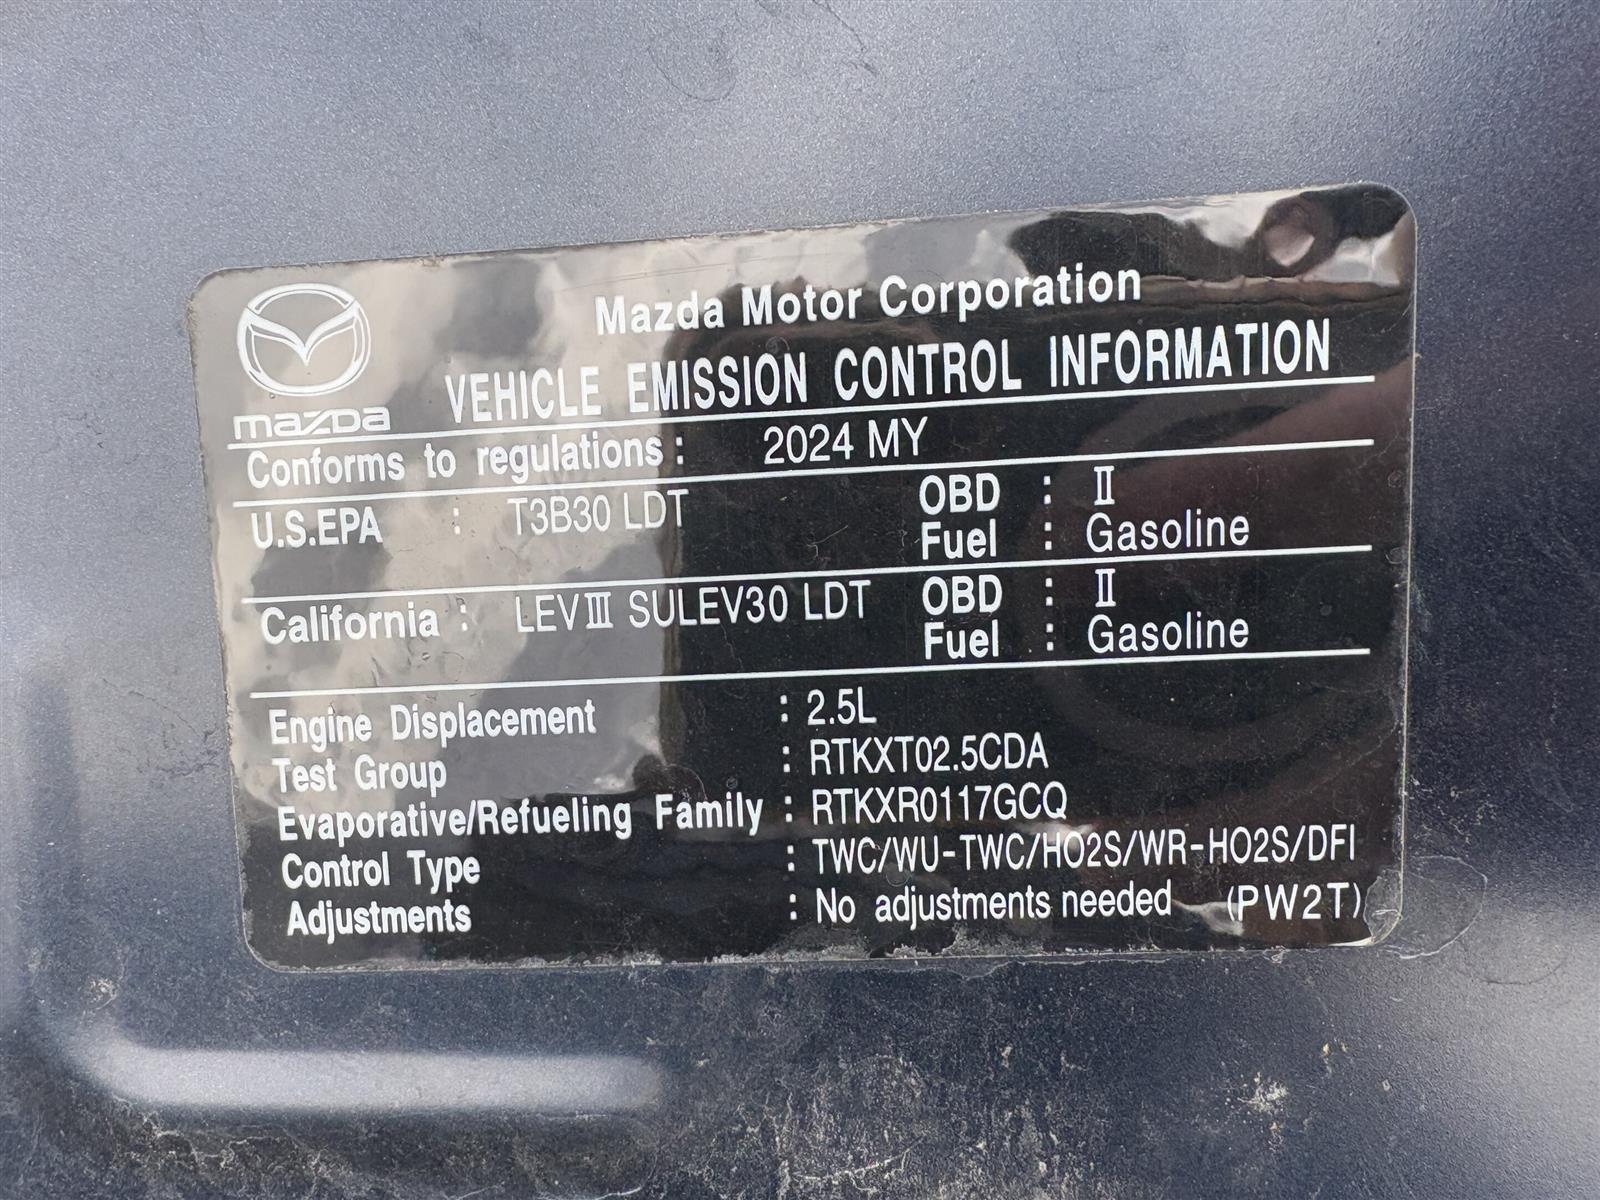 Mazda Motor Corporation
mazda VEHICLE EMISSION CONTROL INFORMATION
Conforms to regulations : 2024 MY
U.S.EPA : T3B30 LDT OBD : Ⅱ
Fuel : Gasoline
California : LEVⅢ SULEV30 LDT OBD : Ⅱ
Fuel : Gasoline
Engine Displacement : 2.5L
Test Group : RTKXT02.5CDA
Evaporative/Refueling Family : RTKXR0117GCQ
Control Type : TWC/WU-TWC/HO2S/WR-HO2S/DFI
Adjustments : No adjustments needed (PW2T)